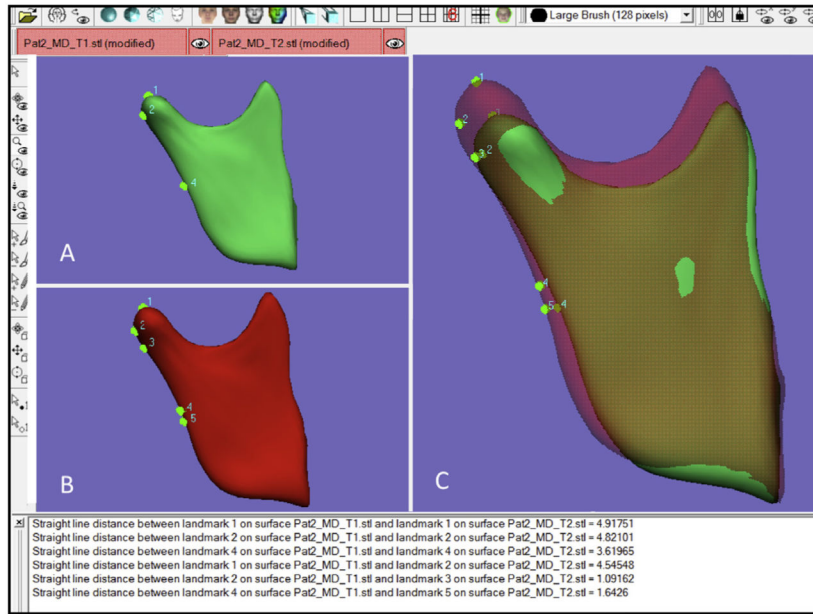 Large Brush (128 pixels)
Pat2_MD_T1.stl (modified) Pat2_MD_T2.stl (modified)
1
2
4
A
1
2
3
4
5
B
1
2
1
2
3
4
5
4
C
Straight line distance between landmark 1 on surface Pat2_MD_T1.stl and landmark 1 on surface Pat2_MD_T2.stl = 4.91751
Straight line distance between landmark 2 on surface Pat2_MD_T1.stl and landmark 2 on surface Pat2_MD_T2.stl = 4.82101
Straight line distance between landmark 4 on surface Pat2_MD_T1.stl and landmark 4 on surface Pat2_MD_T2.stl = 3.61965
Straight line distance between landmark 1 on surface Pat2_MD_T1.stl and landmark 2 on surface Pat2_MD_T2.stl = 4.54548
Straight line distance between landmark 2 on surface Pat2_MD_T1.stl and landmark 3 on surface Pat2_MD_T2.stl = 1.09162
Straight line distance between landmark 4 on surface Pat2_MD_T1.stl and landmark 5 on surface Pat2_MD_T2.stl = 1.6426